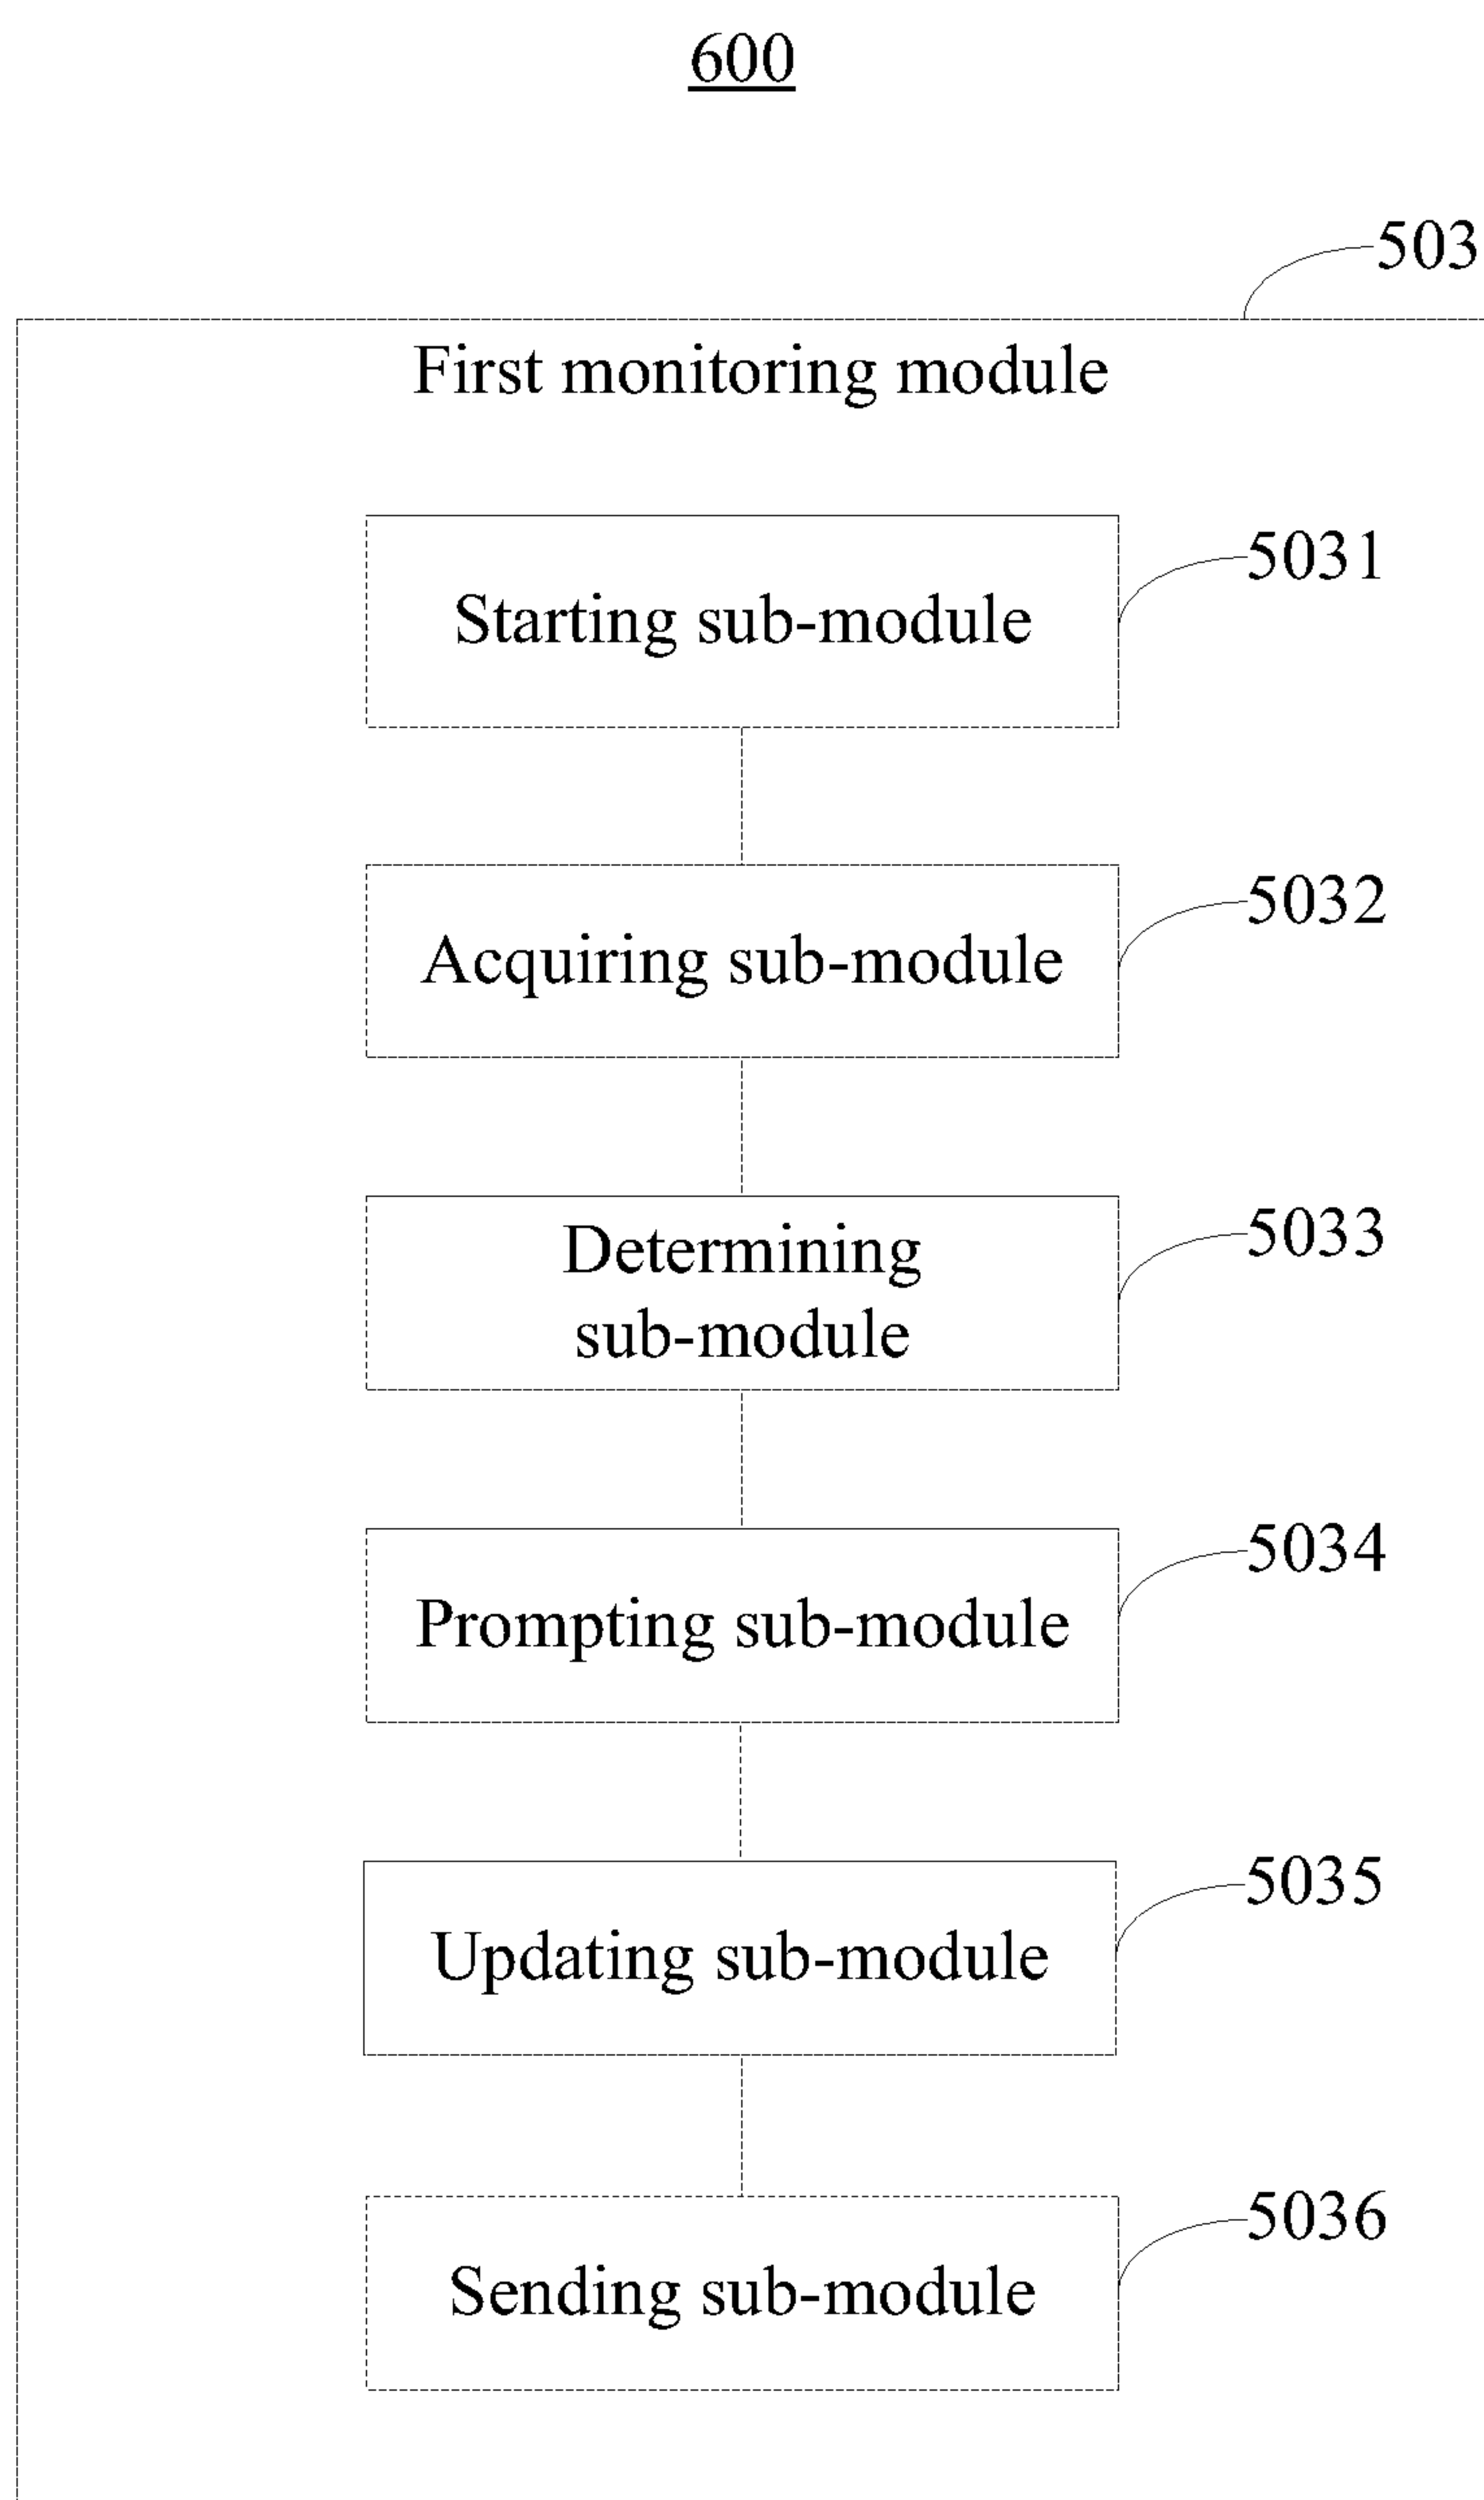 600
503
First monitoring module
5031
Starting sub-module
5032
Acquiring sub-module
5033
Determining
sub-module
5034
Prompting sub-module
5035
Updating sub-module
5036
Sending sub-module